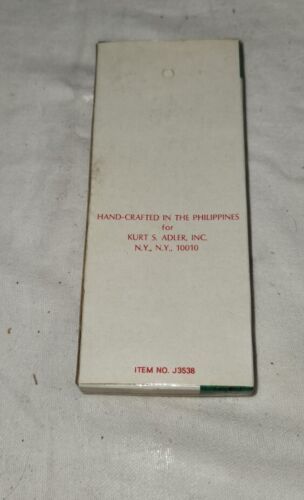 HAND-CRAFTED IN THE PHILIPPINES
for
KURT S. ADLER, INC.
N.Y., N.Y., 10010
ITEM NO. J3538